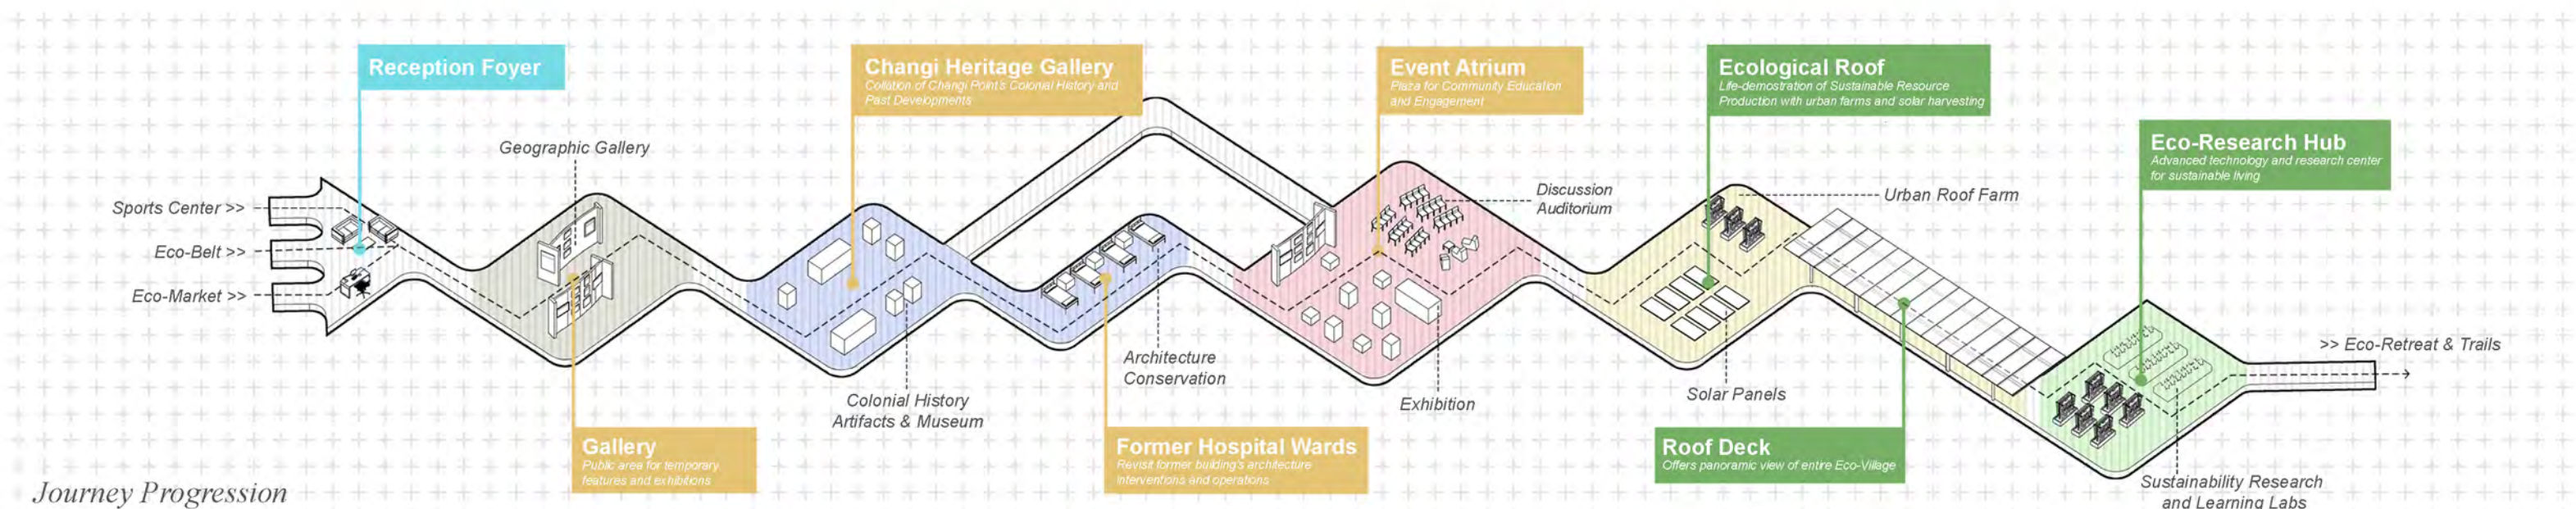 Reception Foyer
Changi Heritage Gallery
Collation of Changi Point's Colonial History and
Past Developments
Event Atrium
Plaza for Community Education
and Engagement
Ecological Roof
Life-demostration of Sustainable Resource
Production with urban farms and solar harvesting
Eco-Research Hub
Advanced technology and research center
for sustainable living
Geographic Gallery
Sports Center >>
Eco-Belt >>
Eco-Market >>
Discussion
Auditorium
Urban Roof Farm
>> Eco-Retreat & Trails
Architecture
Conservation
Colonial History
Artifacts & Museum
Exhibition
Solar Panels
Gallery
Public area for temporary
features and exhibitions
Former Hospital Wards
Revisit former building's architecture
interventions and operations
Roof Deck
Offers panoramic view of entire Eco-Village
Sustainability Research
and Learning Labs
Journey Progression